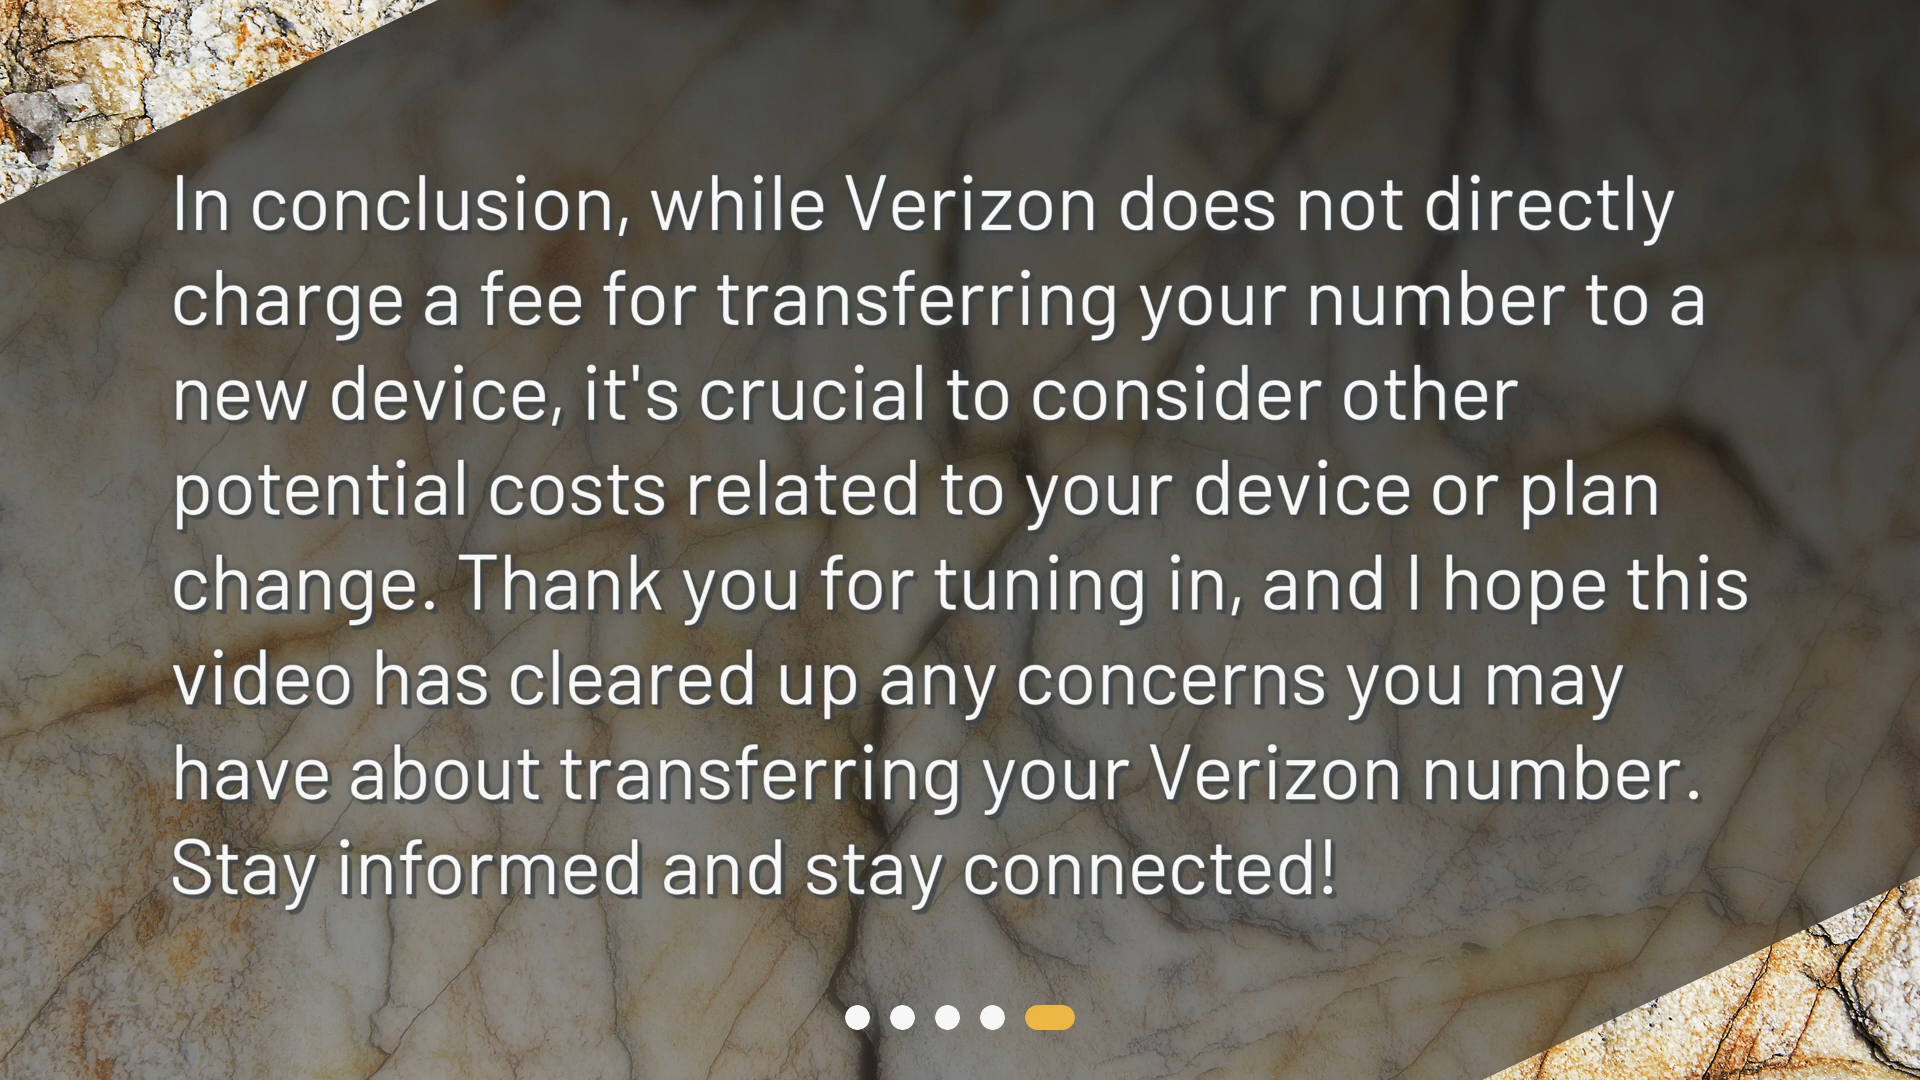 In conclusion, while Verizon does not directly
charge a fee for transferring your number to a
new device, it's crucial to consider other
potential costs related to your device or plan
change. Thank you for tuning in, and I hope this
video has cleared up any concerns you may
have about transferring your Verizon number.
Stay informed and stay connected!